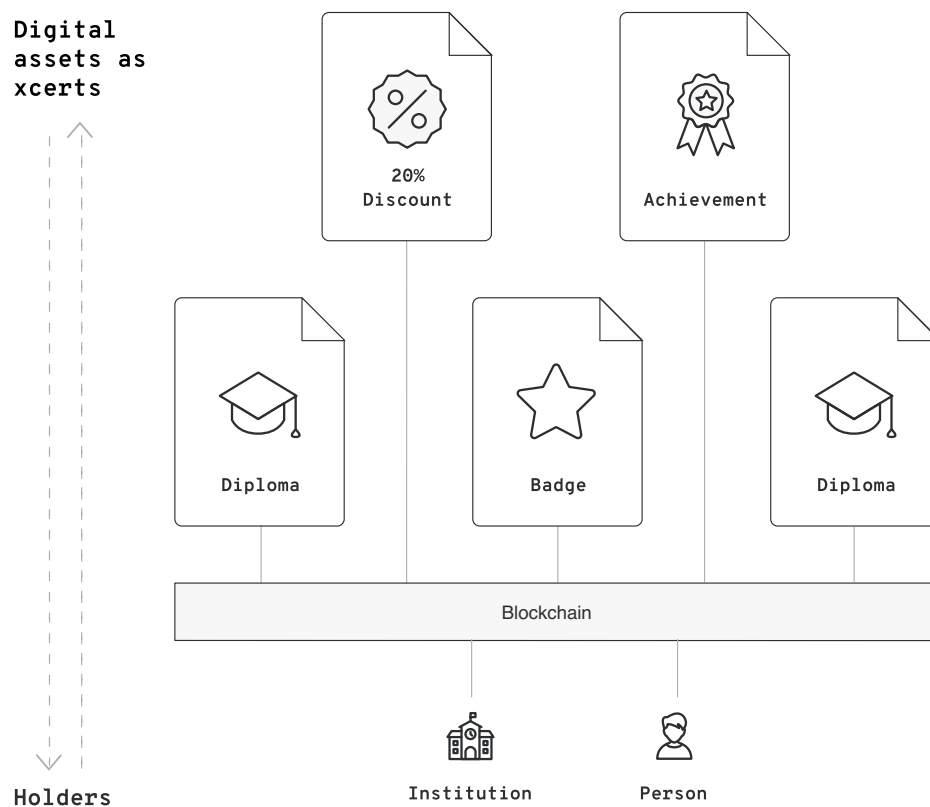 Digital
assets as
xcerts
20%
Discount
Achievement
Diploma
Badge
Diploma
Blockchain
Institution
Person
Holders